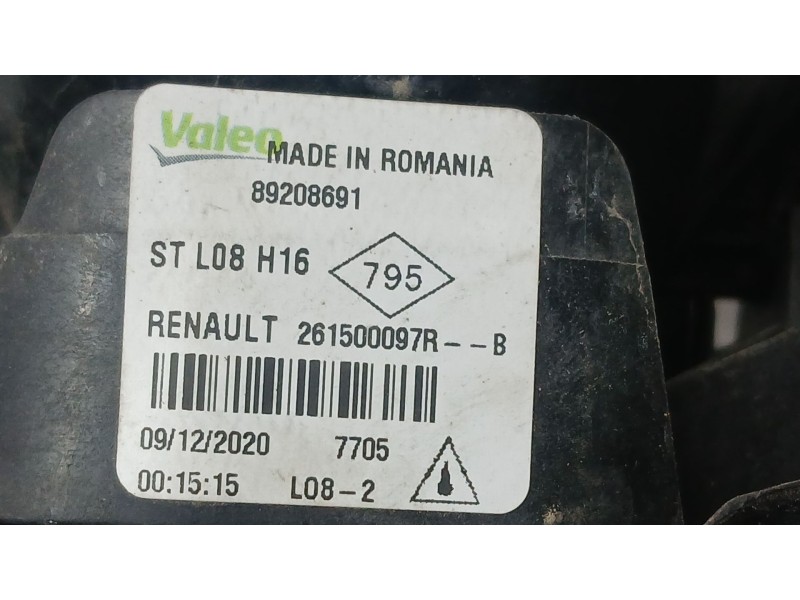 Valeo MADE IN ROMANIA
89208691
ST L08 H16 795
RENAULT 261500097R--B
09/12/2020 7705
00:15:15 L08-2